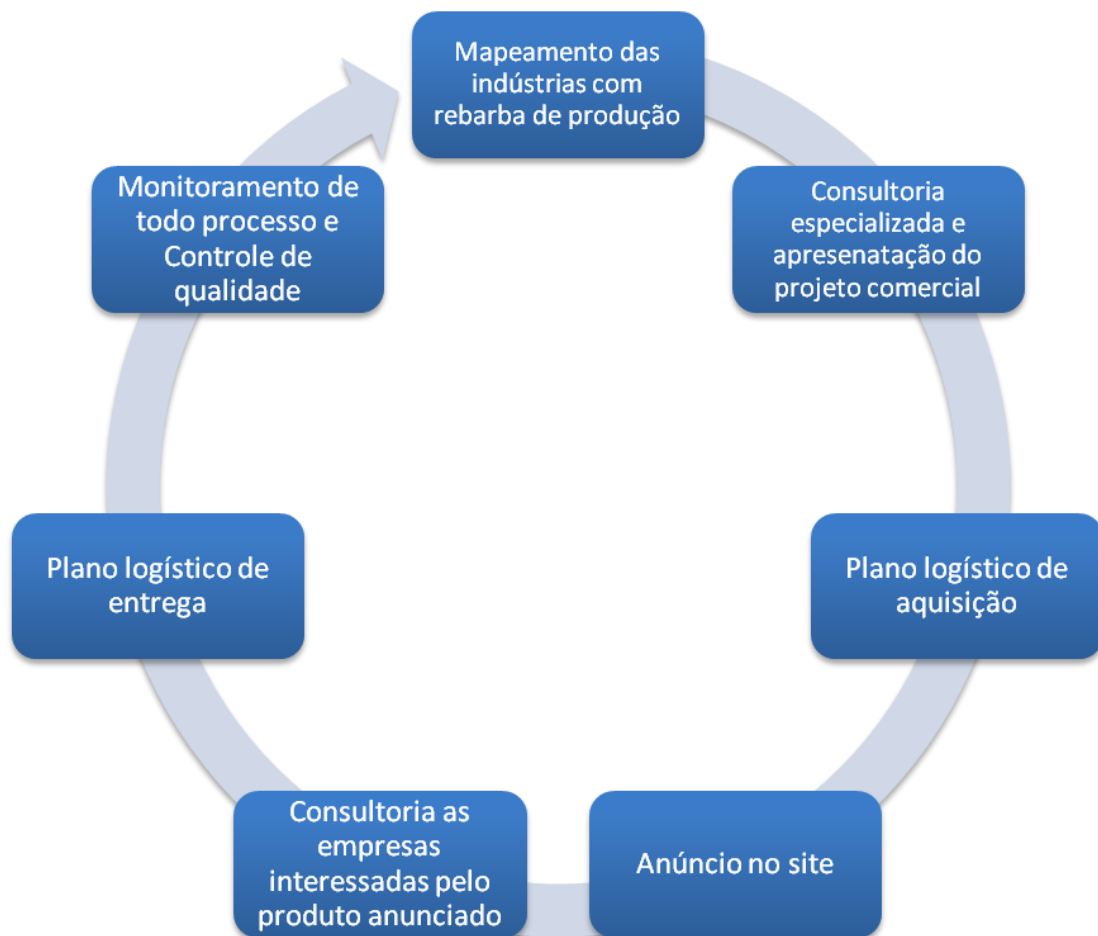 Mapeamento das
indústrias com
rebarba de produção
Consultoria
especializada e
apresenatação do
projeto comercial
Plano logístico de
aquisição
Anúncio no site
Consultoria as
empresas
interessadas pelo
produto anunciado
Plano logístico de
entrega
Monitoramento de
todo processo e
Controle de
qualidade